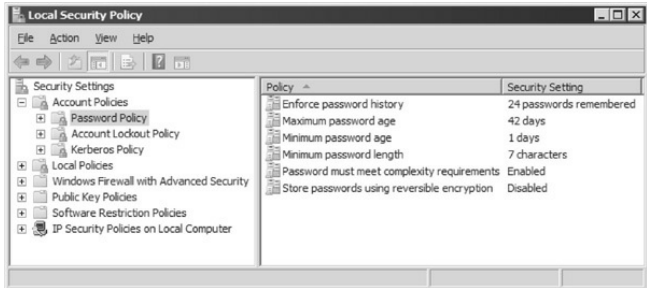 Local Security Policy
File Action View Help
Security Settings
Account Policies
Password Policy
Account Lockout Policy
Kerberos Policy
Local Policies
Windows Firewall with Advanced Security
Public Key Policies
Software Restriction Policies
IP Security Policies on Local Computer
Policy Security Setting
Enforce password history 24 passwords remembered
Maximum password age 42 days
Minimum password age 1 days
Minimum password length 7 characters
Password must meet complexity requirements Enabled
Store passwords using reversible encryption Disabled